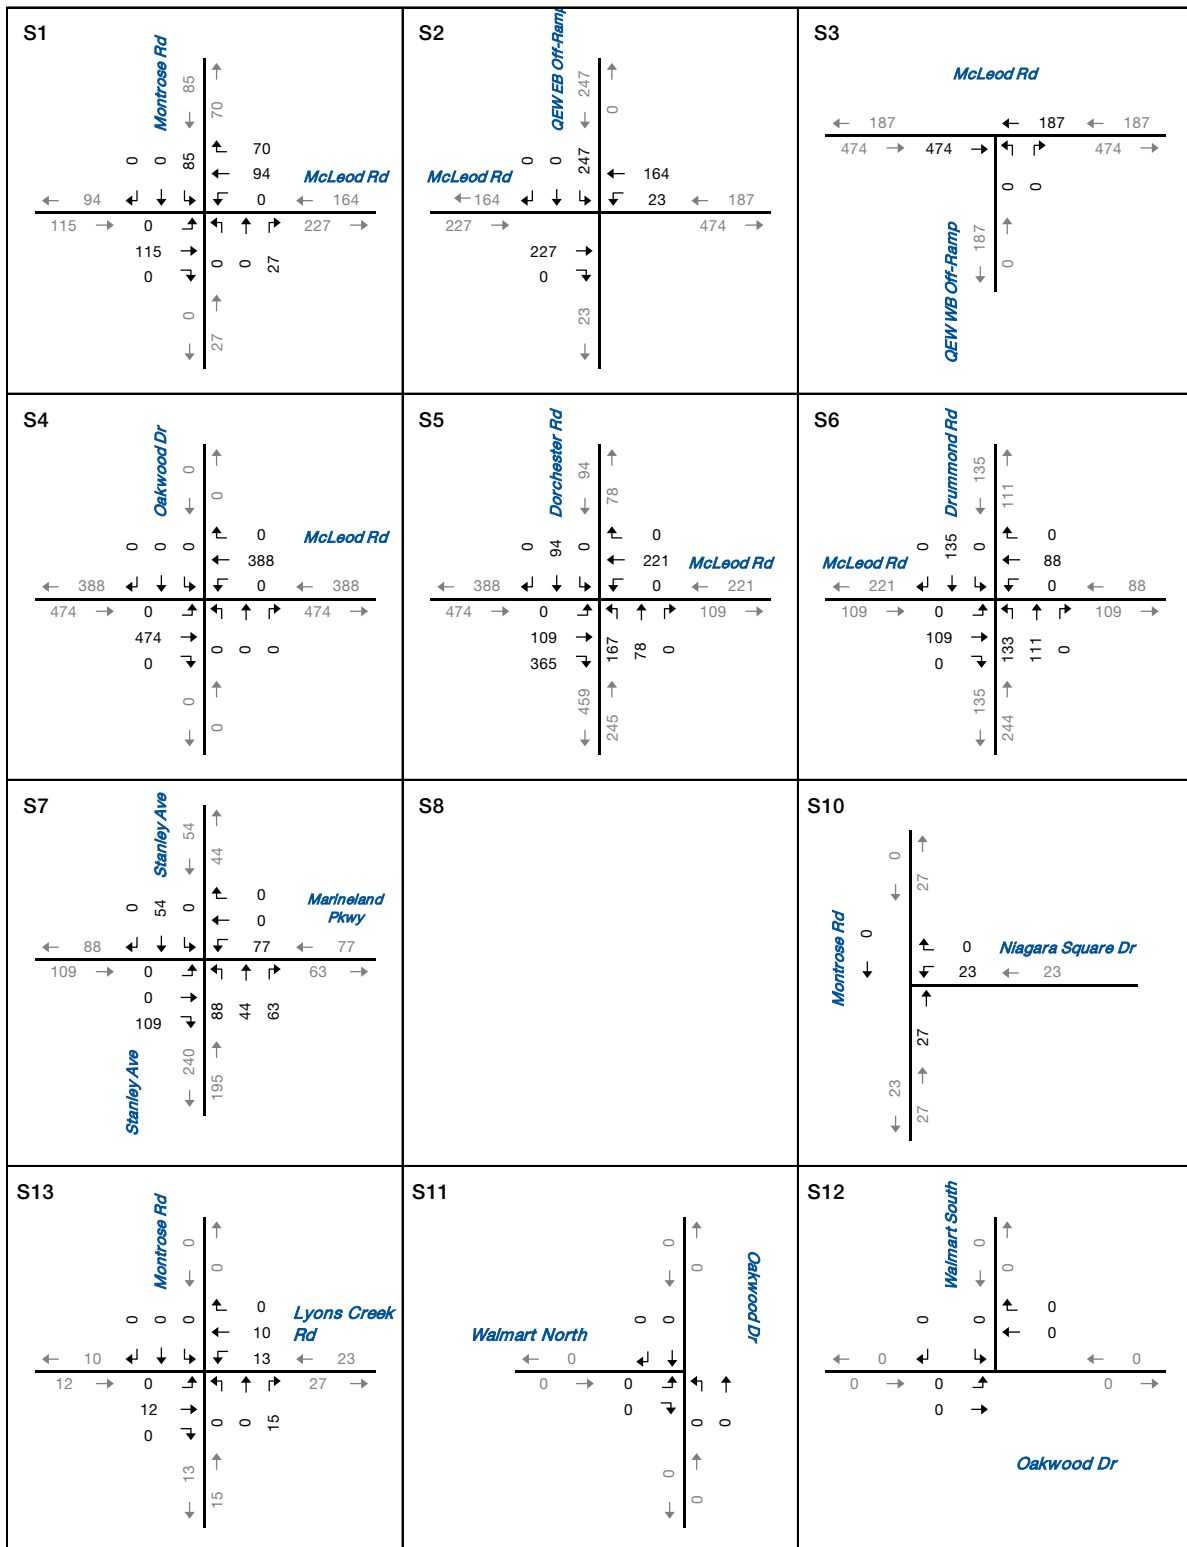 S1
Montrose Rd
85
70
0 0 85
70
94
0
McLeod Rd
94
164
115
0
227
115
0
0 0 27
0
27
S2
QEW EB Off-Ramp
247
0
0 0 247
164
23
McLeod Rd
164
187
227
474
227
0
23
S3
McLeod Rd
187
187
187
474
474
474
0 0
187
0
QEW WB Off-Ramp
S4
Oakwood Dr
0
0
0 0 0
0
388
0
McLeod Rd
388
388
474
0
474
474
0
0 0 0
0
0
S5
Dorchester Rd
94
78
0 94 0
0
221
0
McLeod Rd
388
221
474
0
109
109
365
167 78 0
459
245
S6
Drummond Rd
135
111
0 135 0
0
88
0
McLeod Rd
221
88
109
0
109
109
0
133 111 0
135
244
S7
Stanley Ave
54
44
0 54 0
0
0
77
Marineland
Pkwy
88
77
109
0
63
0
109
88 44 63
240
195
Stanley Ave
S8
S10
0
27
Montrose Rd
0
0
23
Niagara Square Dr
23
27
23
27
S13
Montrose Rd
0
0
0 0 0
0
10
13
Lyons Creek
Rd
10
23
12
0
27
12
0
0 0 15
13
15
S11
0
0
Oakwood Dr
0 0
Walmart North
0
0
0
0
0 0
0
0
S12
Walmart South
0
0
0 0
0
0
0
0
0
0
0
0
Oakwood Dr